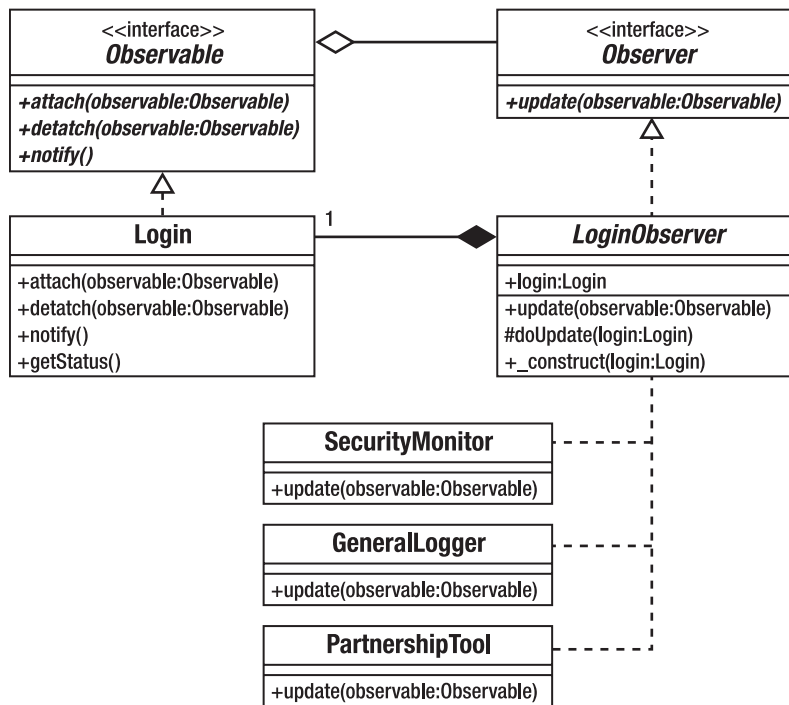 <<interface>>
Observable
+attach(observable:Observable)
+detatch(observable:Observable)
+notify()
<<interface>>
Observer
+update(observable:Observable)
Login
+attach(observable:Observable)
+detatch(observable:Observable)
+notify()
+getStatus()
1
LoginObserver
+login:Login
+update(observable:Observable)
#doUpdate(login:Login)
+_construct(login:Login)
SecurityMonitor
+update(observable:Observable)
GeneralLogger
+update(observable:Observable)
PartnershipTool
+update(observable:Observable)